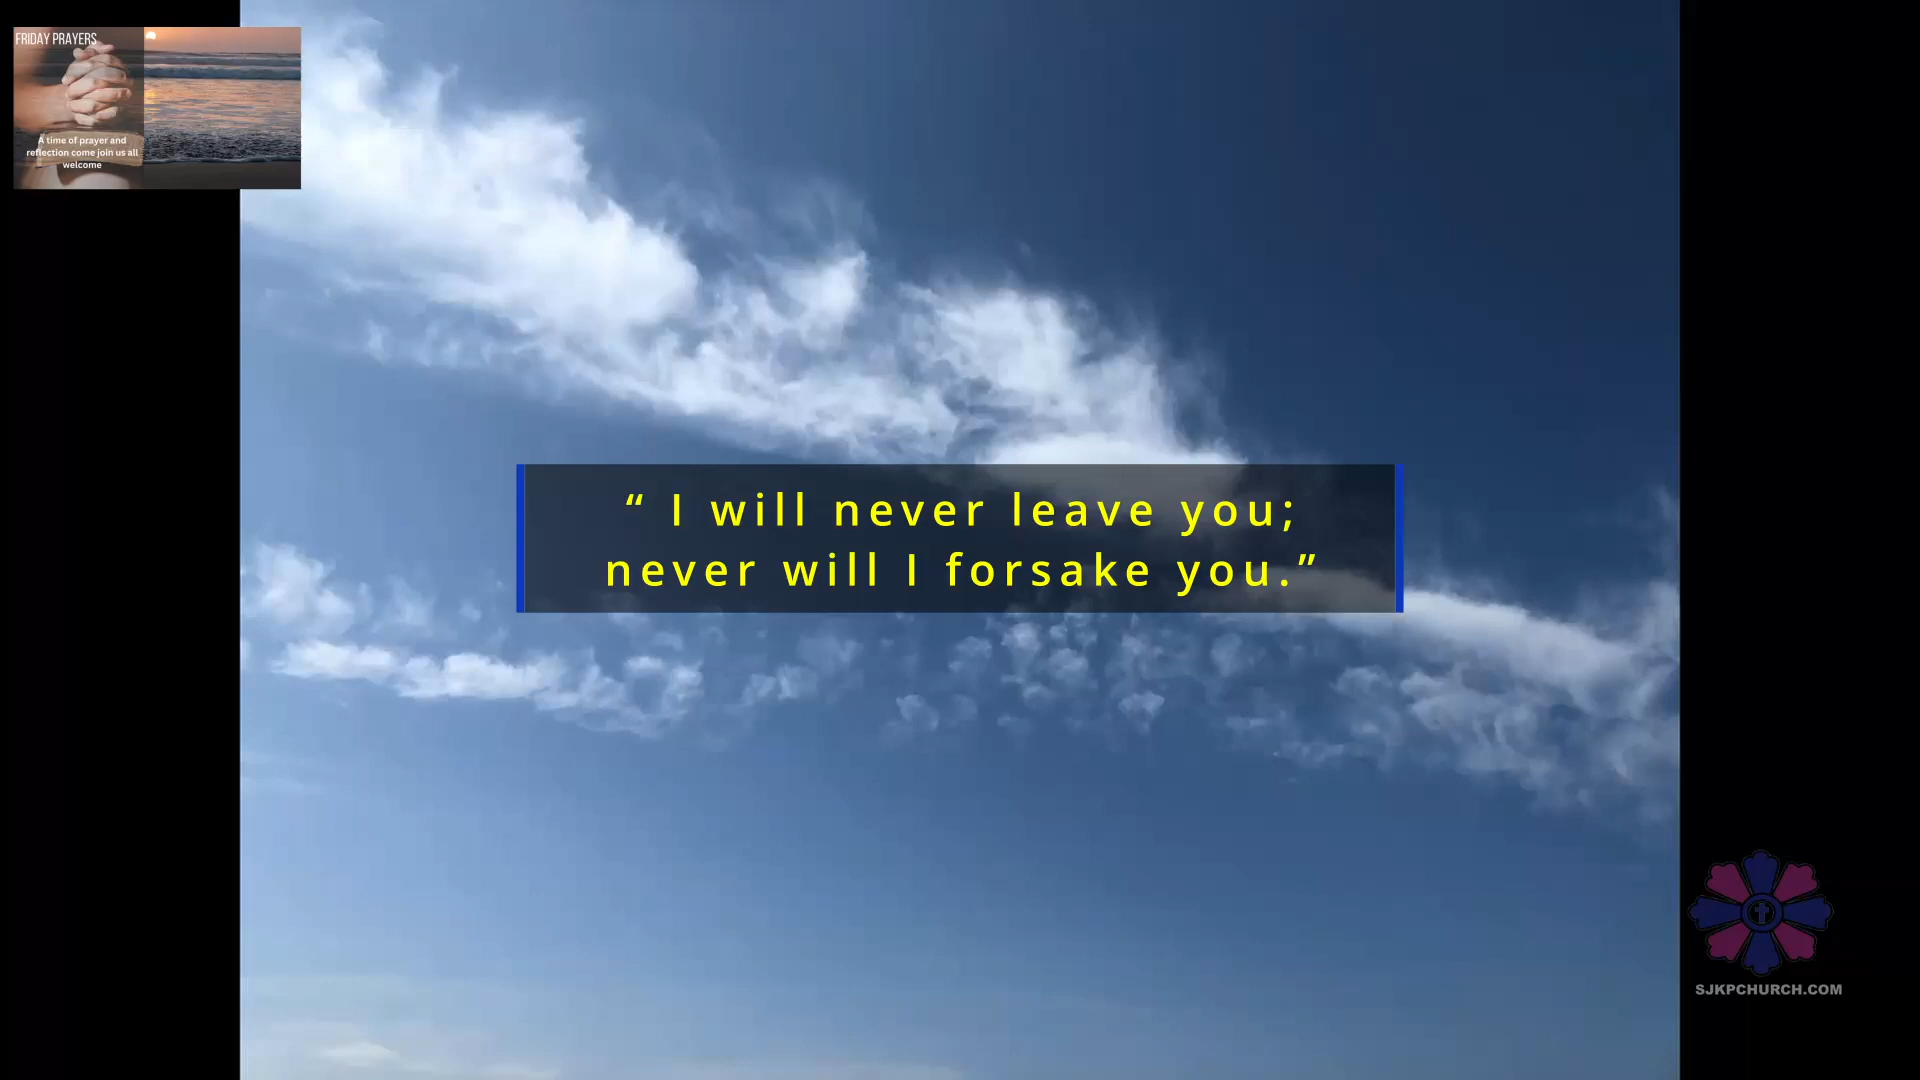 FRIDAY PRAYERS
A time of prayer and
reflection come join us all
welcome
“ I will never leave you;
never will I forsake you.”
SJKPCHURCH.COM